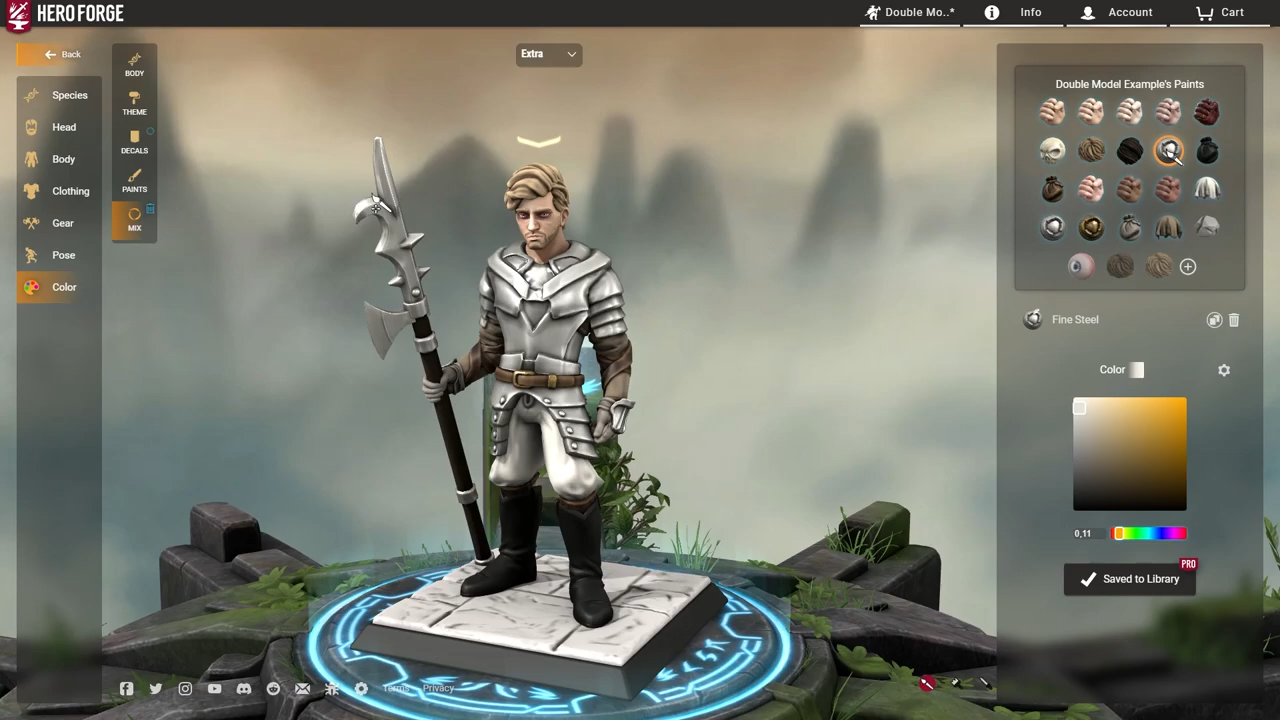 HERO FORGE
Double Mo..*
Info
Account
Cart
Back
Species
Head
Body
Clothing
Gear
Pose
Color
BODY
THEME
DECALS
PAINTS
MIX
Extra
Double Model Example's Paints
Fine Steel
Color
0,11
PRO
Saved to Library
Terms
Privacy